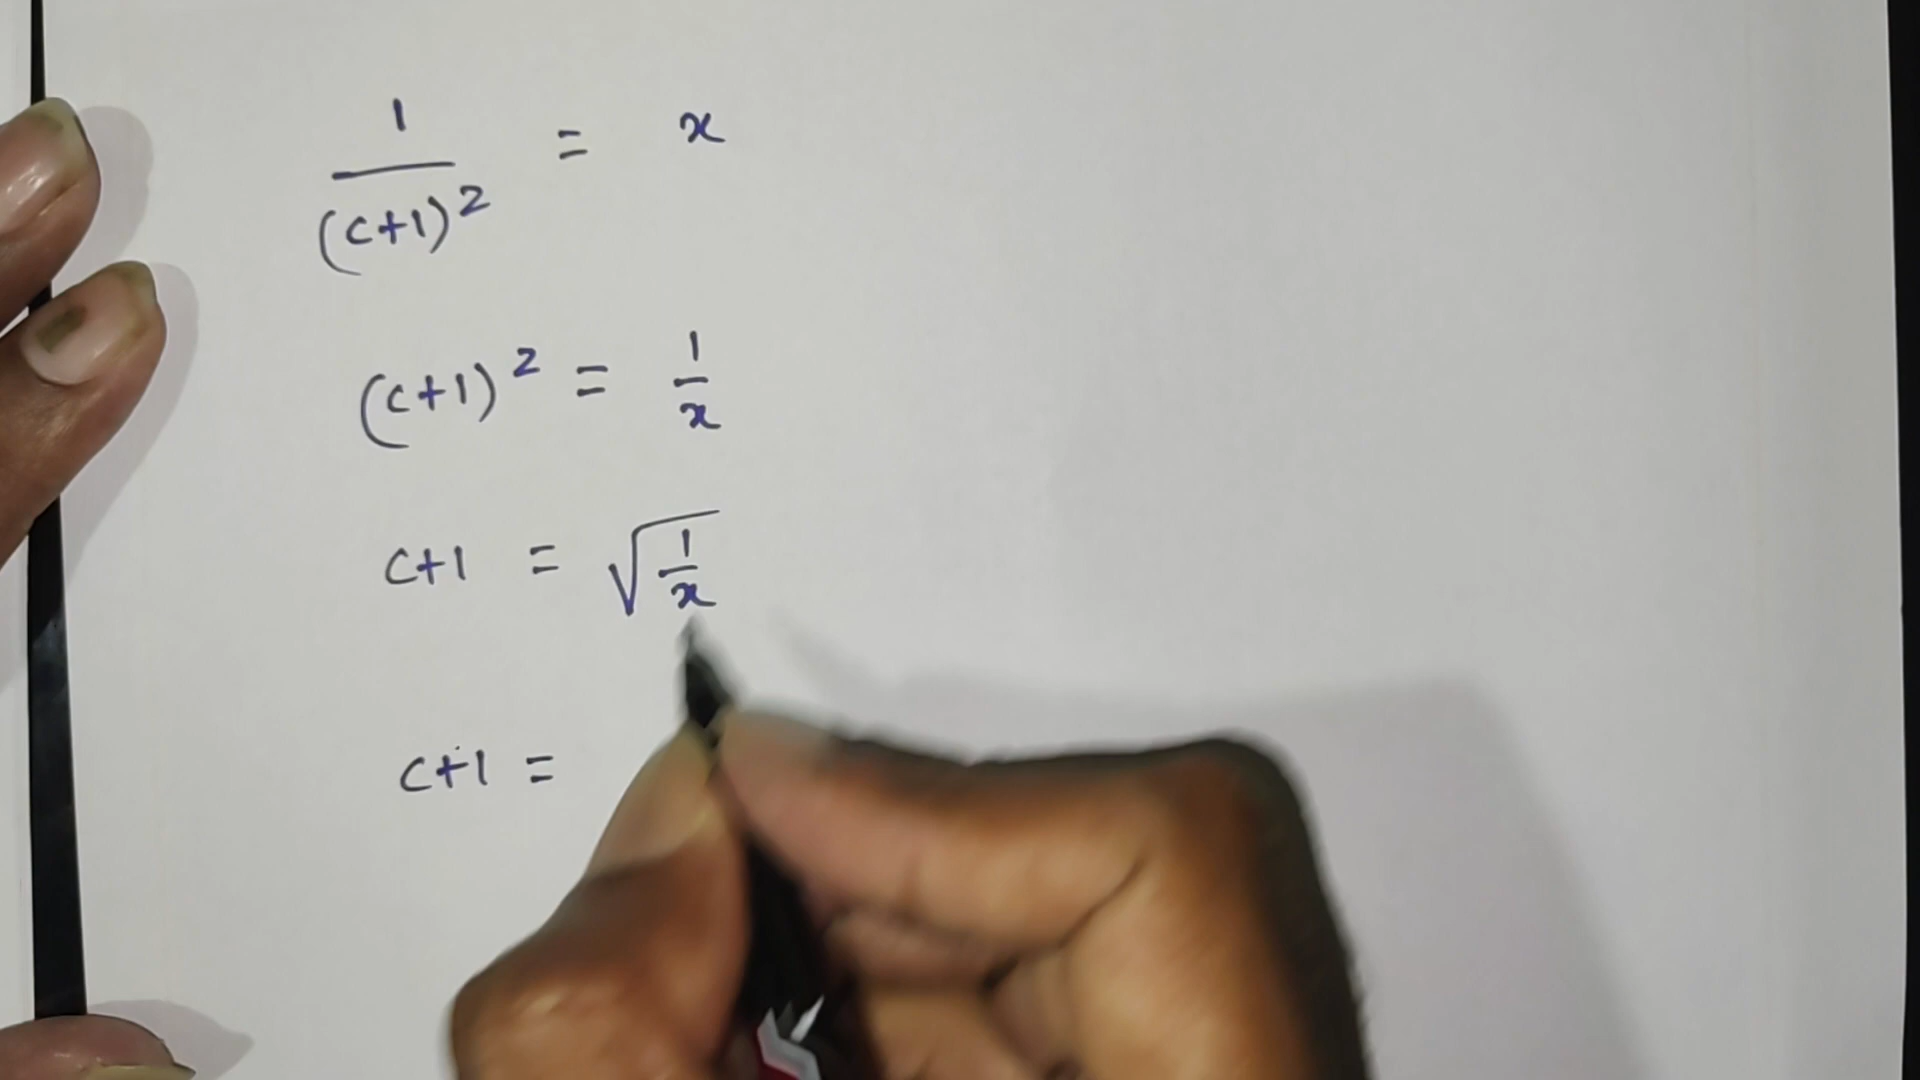 1/(c+1)² = x
(c+1)² = 1/x
c+1 = √(1/x)
c+1 =